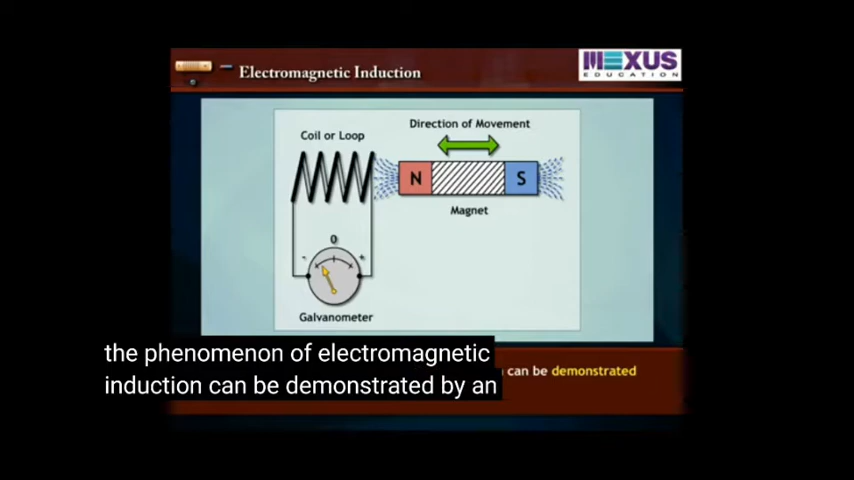 Electromagnetic Induction
MEXUS
EDUCATION
Direction of Movement
Coil or Loop
N
S
Magnet
0
- +
Galvanometer
the phenomenon of electromagnetic
induction can be demonstrated by an
can be demonstrated